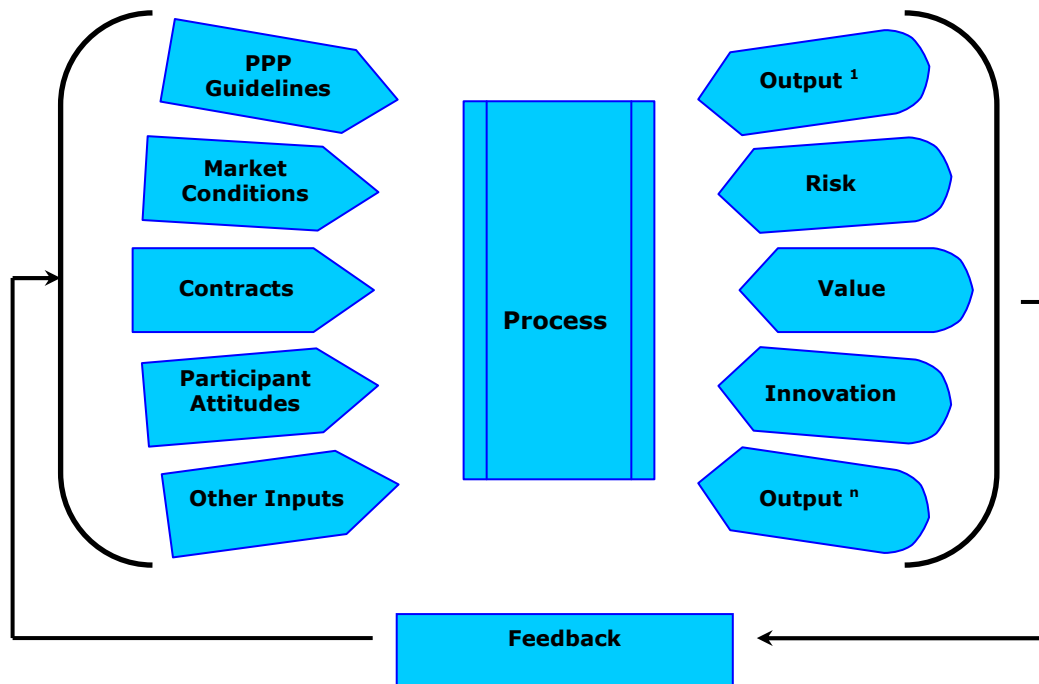 PPP
Guidelines
Market
Conditions
Contracts
Participant
Attitudes
Other Inputs
Process
Output ¹
Risk
Value
Innovation
Output ⁿ
Feedback